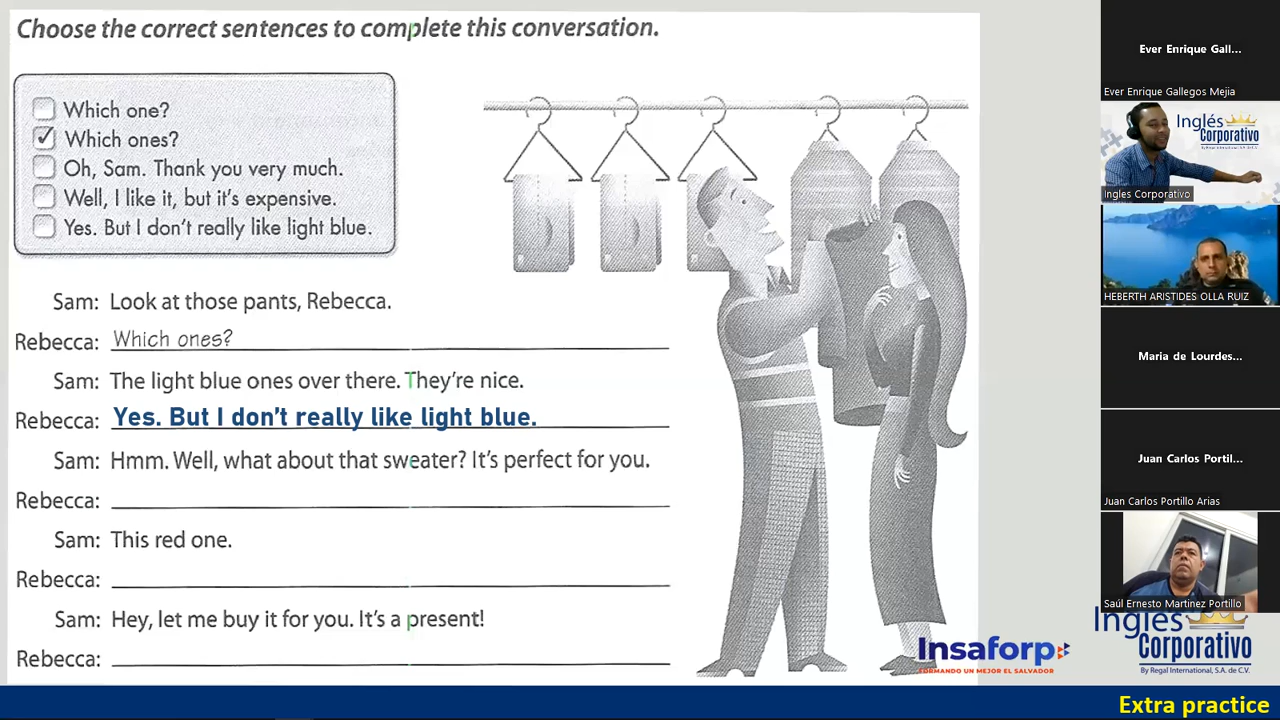 Choose the correct sentences to complete this conversation.
Which one?
Which ones?
Oh, Sam. Thank you very much.
Well, I like it, but it's expensive.
Yes. But I don't really like light blue.
Sam: Look at those pants, Rebecca.
Rebecca: Which ones?
Sam: The light blue ones over there. They're nice.
Rebecca: Yes. But I don't really like light blue.
Sam: Hmm. Well, what about that sweater? It's perfect for you.
Rebecca:
Sam: This red one.
Rebecca:
Sam: Hey, let me buy it for you. It's a present!
Rebecca:
Insaforp
FORMANDO UN MEJOR EL SALVADOR
Inglés
Corporativo
By Regal International, S.A. de C.V.
Extra practice
Ever Enrique Gall...
Ever Enrique Gallegos Mejia
Inglés
Corporativo
By Regal International, S.A. de C.V.
Ingles Corporativo
HEBERTH ARISTIDES OLLA RUIZ
Maria de Lourdes...
Juan Carlos Portil...
Juan Carlos Portillo Arias
Saúl Ernesto Martinez Portillo